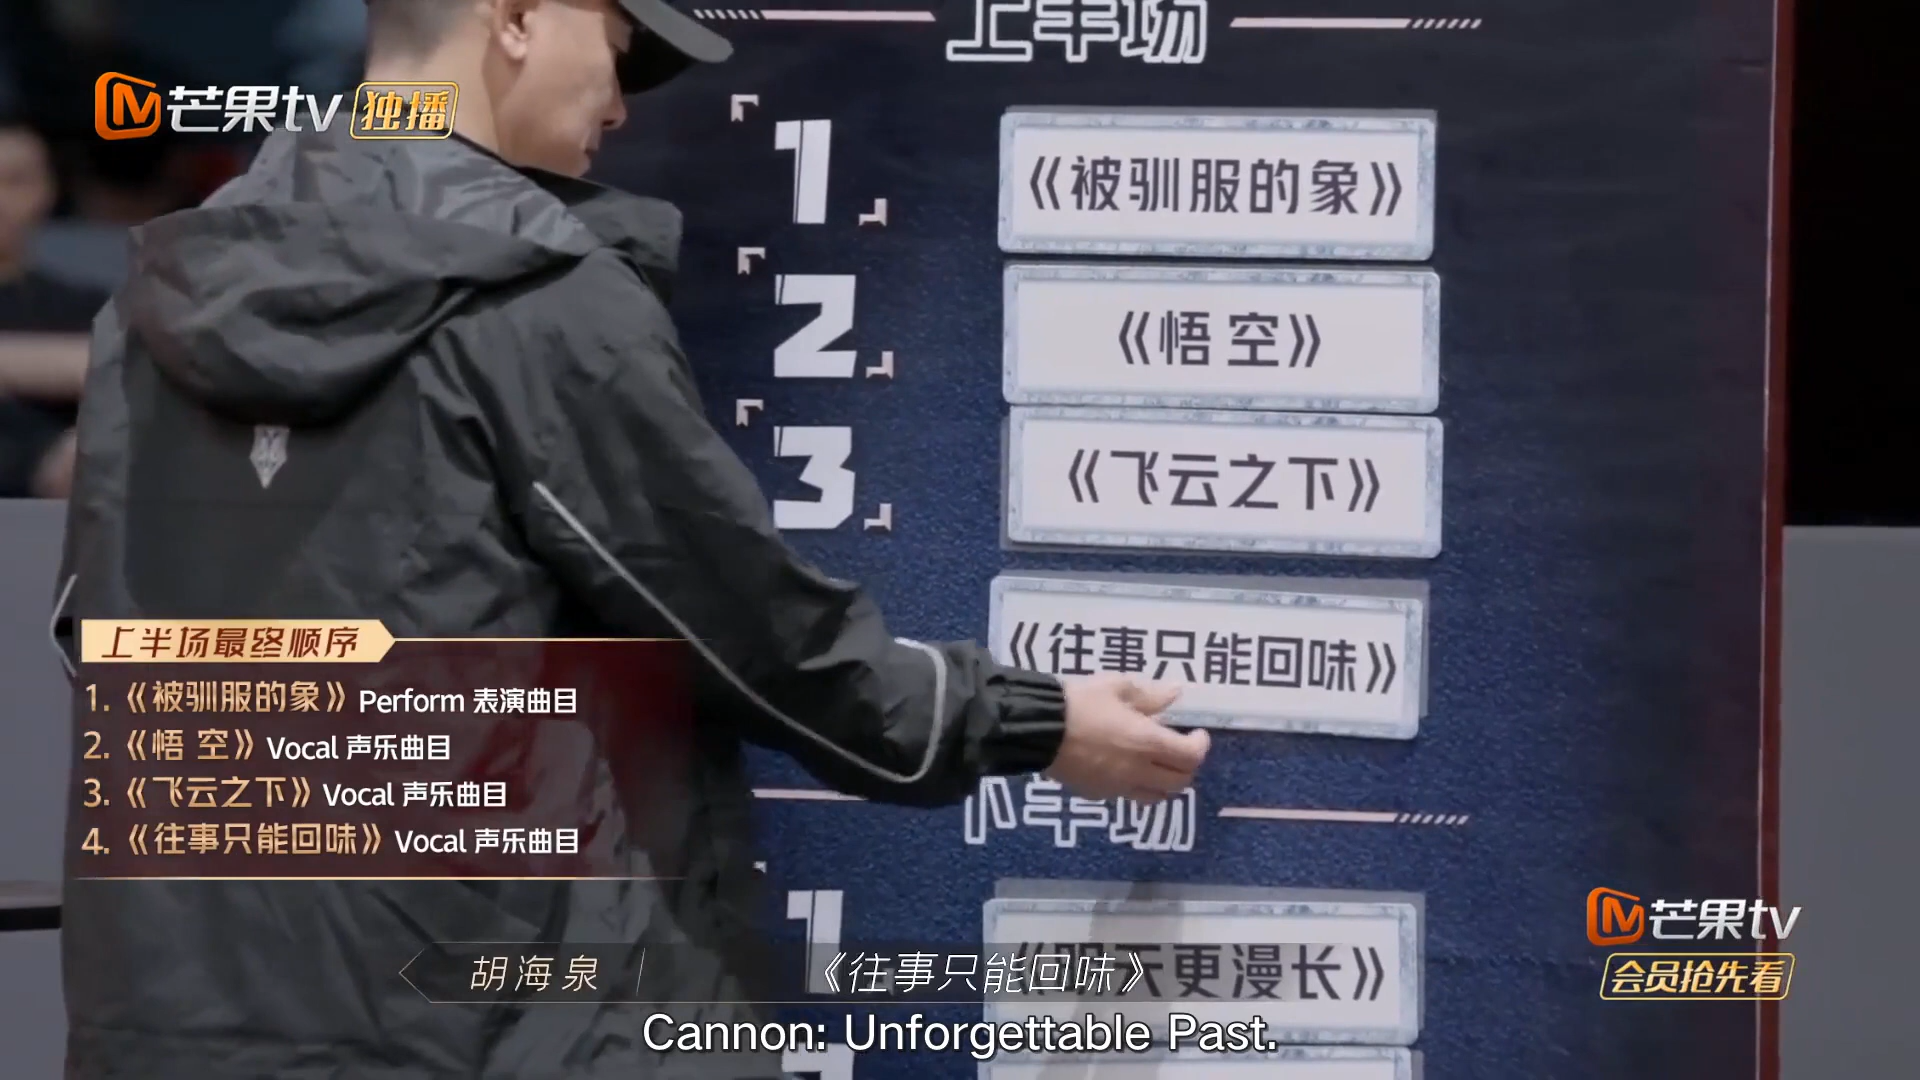 上半场
芒果tv 独播
1 《被驯服的象》
2 《悟空》
3 《飞云之下》
《往事只能回味》
上半场最终顺序
1. 《被驯服的象》 Perform 表演曲目
2. 《悟 空》 Vocal 声乐曲目
3. 《飞云之下》 Vocal 声乐曲目
4. 《往事只能回味》 Vocal 声乐曲目
下半场
1 《明天更漫长》
芒果tv
会员抢先看
胡海泉 《往事只能回味》
Cannon: Unforgettable Past.